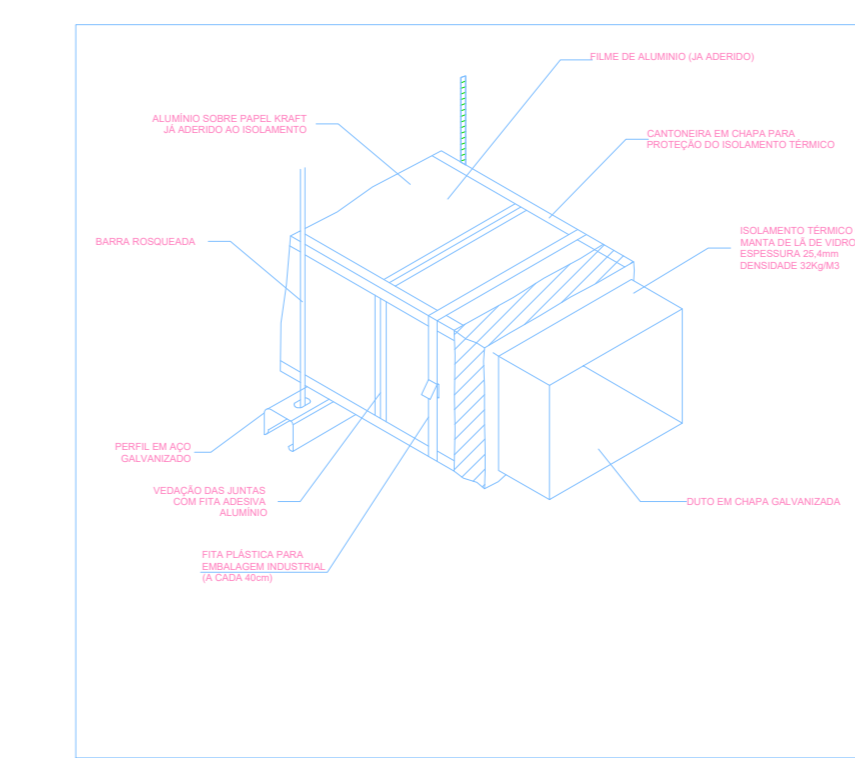 FILME DE ALUMINIO (JA ADERIDO)
ALUMÍNIO SOBRE PAPEL KRAFT
JÁ ADERIDO AO ISOLAMENTO
CANTONEIRA EM CHAPA PARA
PROTEÇÃO DO ISOLAMENTO TÉRMICO
BARRA ROSQUEADA
ISOLAMENTO TÉRMICO
MANTA DE LÃ DE VIDRO
ESPESSURA 25,4mm
DENSIDADE 32Kg/M3
PERFIL EM AÇO
GALVANIZADO
VEDAÇÃO DAS JUNTAS
COM FITA ADESIVA
ALUMÍNIO
DUTO EM CHAPA GALVANIZADA
FITA PLÁSTICA PARA
EMBALAGEM INDUSTRIAL
(A CADA 40cm)